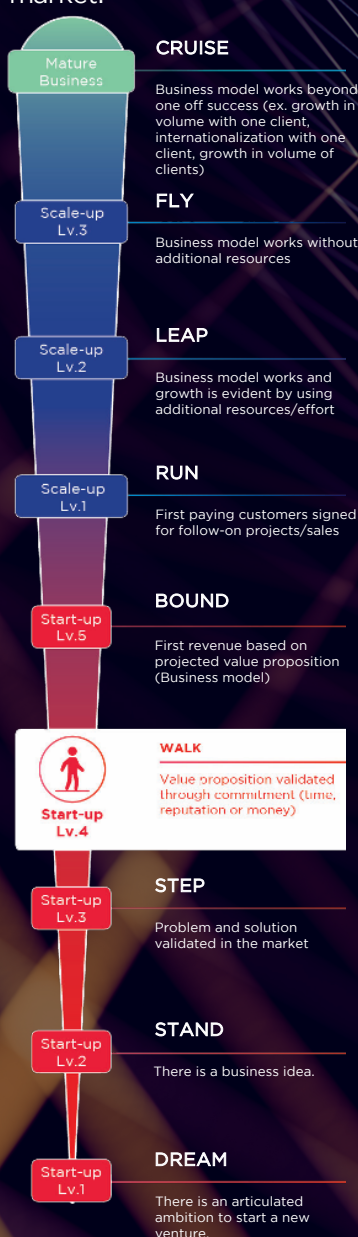 market.
Mature
Business
CRUISE
Business model works beyond
one off success (ex. growth in
volume with one client,
internationalization with one
client, growth in volume of
clients)
Scale-up
Lv.3
FLY
Business model works without
additional resources
Scale-up
Lv.2
LEAP
Business model works and
growth is evident by using
additional resources/effort
Scale-up
Lv.1
RUN
First paying customers signed
for follow-on projects/sales
Start-up
Lv.5
BOUND
First revenue based on
projected value proposition
(Business model)
Start-up
Lv.4
WALK
Value proposition validated
through commitment (time,
reputation or money)
Start-up
Lv.3
STEP
Problem and solution
validated in the market
Start-up
Lv.2
STAND
There is a business idea.
Start-up
Lv.1
DREAM
There is an articulated
ambition to start a new
venture.